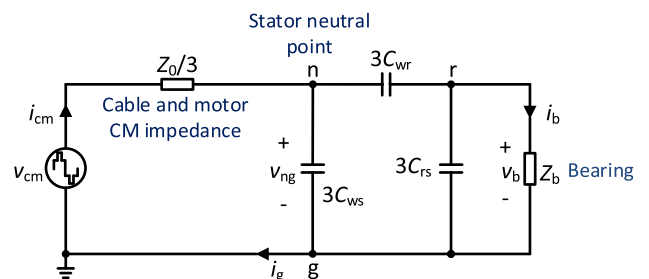 Stator neutral
point
Z0/3
n
3Cwr
r
icm
Cable and motor
CM impedance
ib
+
vng
-
3Cws
3Crs
+
vb
-
Zb
Bearing
vcm
ig
g